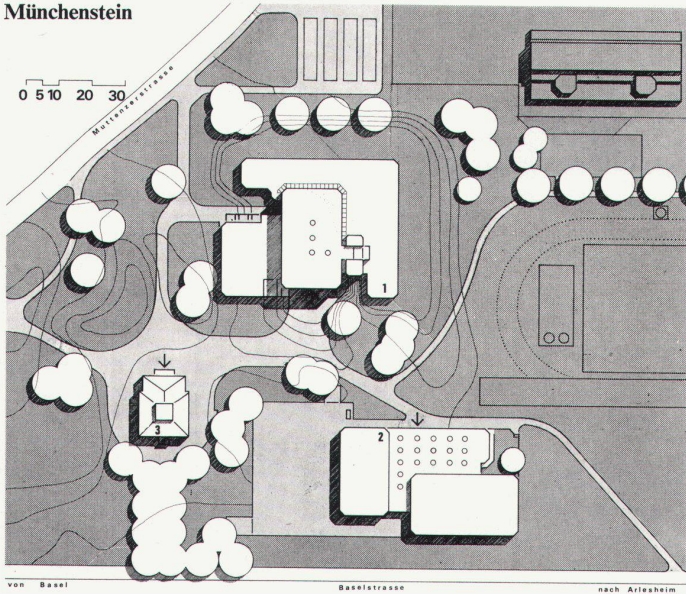 Münchenstein
0 5 10 20 30
Muttenzerstrasse
1
2
3
von Basel
Baselstrasse
nach Arlesheim